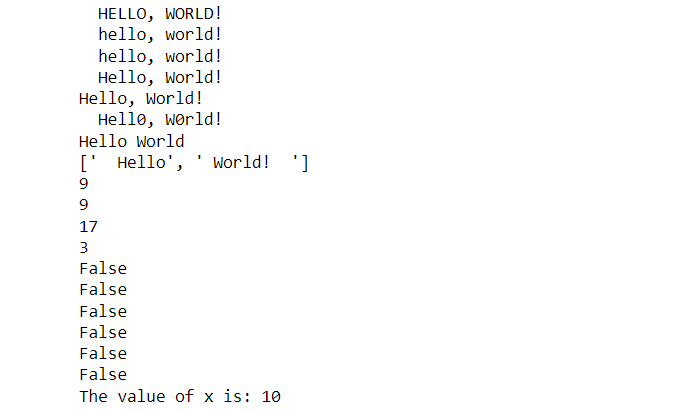 HELLO, WORLD!
  hello, world!
  hello, world!
  Hello, World!
Hello, World!
  Hell0, W0rld!
Hello World
['  Hello', ' World!  ']
9
9
17
3
False
False
False
False
False
False
The value of x is: 10